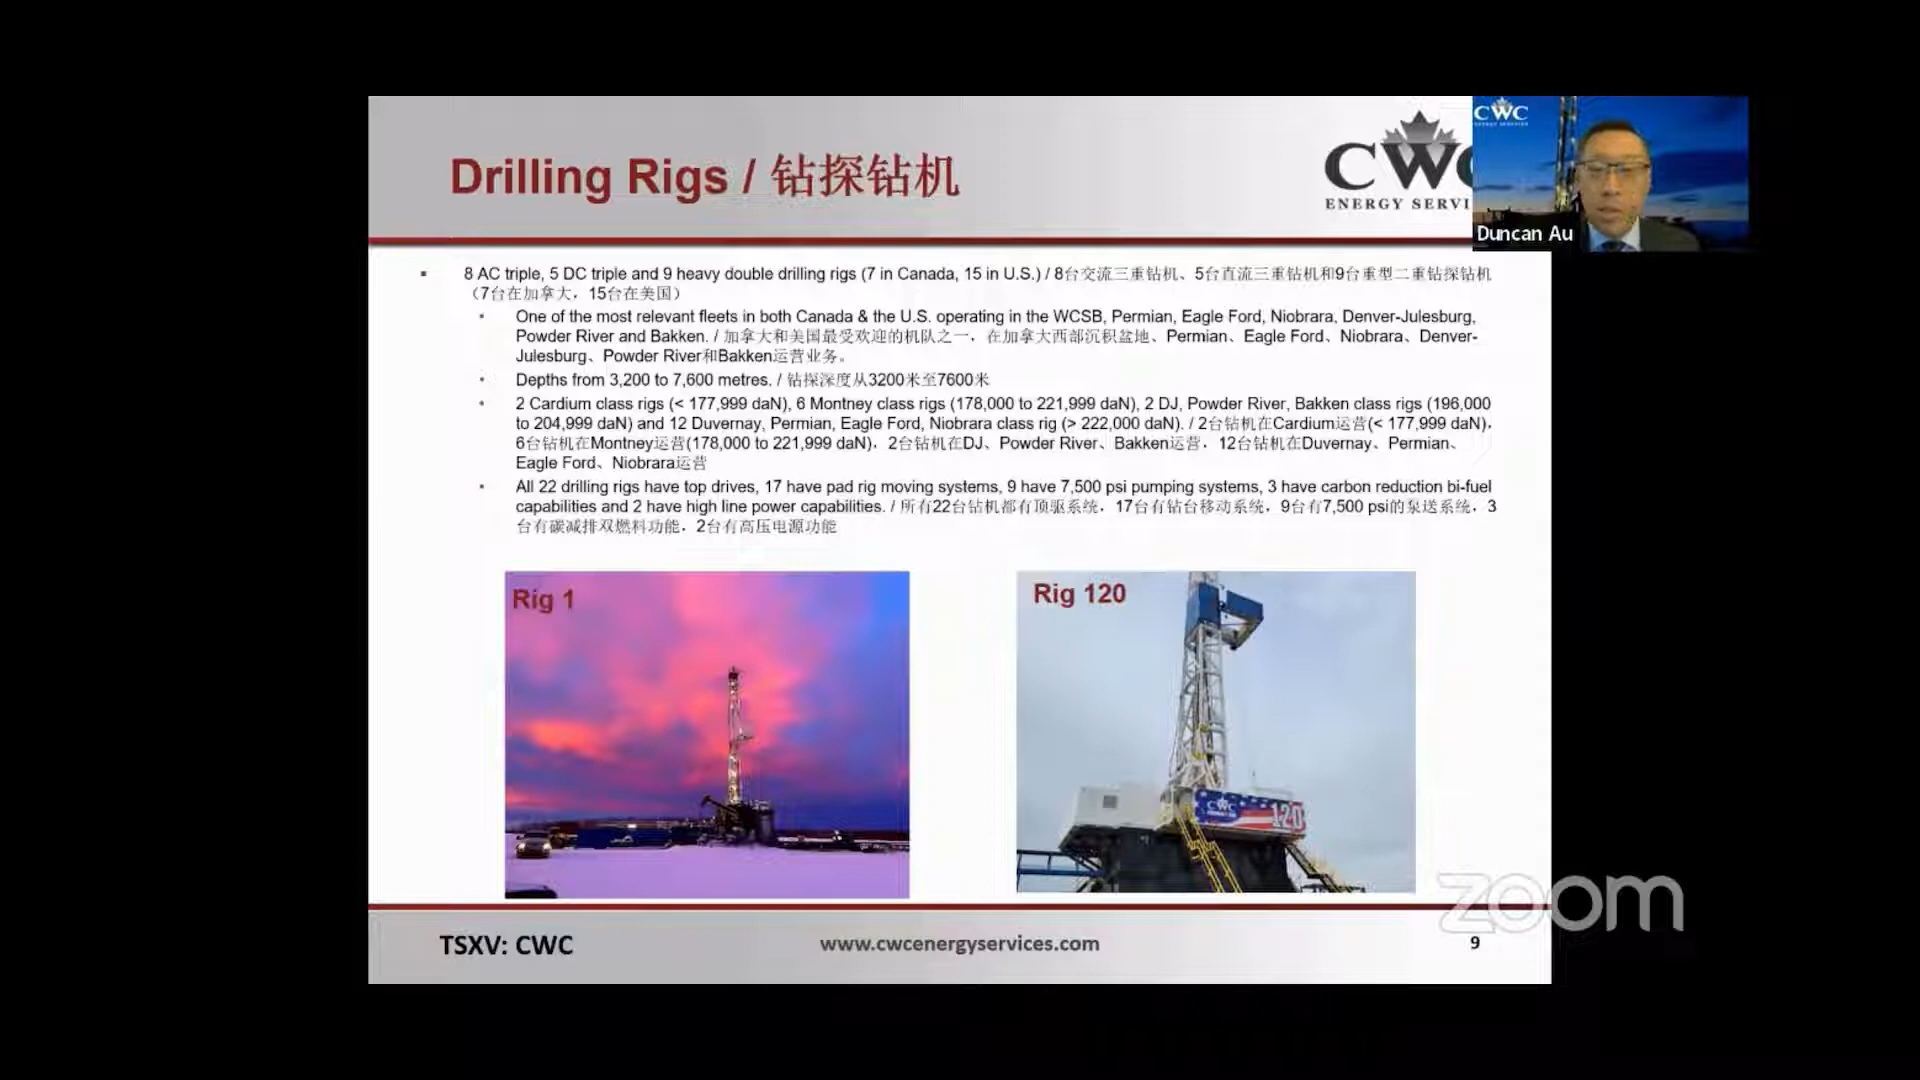 Drilling Rigs / 钻探钻机
CWC
ENERGY SERVI
CWC
Duncan Au
▪ 8 AC triple, 5 DC triple and 9 heavy double drilling rigs (7 in Canada, 15 in U.S.) / 8台交流三重钻机、5台直流三重钻机和9台重型二重钻探钻机
（7台在加拿大，15台在美国）
• One of the most relevant fleets in both Canada & the U.S. operating in the WCSB, Permian, Eagle Ford, Niobrara, Denver-Julesburg,
Powder River and Bakken. / 加拿大和美国最受欢迎的机队之一，在加拿大西部沉积盆地、Permian、Eagle Ford、Niobrara、Denver-
Julesburg、Powder River和Bakken运营业务。
• Depths from 3,200 to 7,600 metres. / 钻探深度从3200米至7600米
• 2 Cardium class rigs (< 177,999 daN), 6 Montney class rigs (178,000 to 221,999 daN), 2 DJ, Powder River, Bakken class rigs (196,000
to 204,999 daN) and 12 Duvernay, Permian, Eagle Ford, Niobrara class rig (> 222,000 daN). / 2台钻机在Cardium运营(< 177,999 daN)，
6台钻机在Montney运营(178,000 to 221,999 daN)，2台钻机在DJ、Powder River、Bakken运营，12台钻机在Duvernay、Permian、
Eagle Ford、Niobrara运营
• All 22 drilling rigs have top drives, 17 have pad rig moving systems, 9 have 7,500 psi pumping systems, 3 have carbon reduction bi-fuel
capabilities and 2 have high line power capabilities. / 所有22台钻机都有顶驱系统，17台有钻台移动系统，9台有7,500 psi的泵送系统，3
台有碳减排双燃料功能，2台有高压电源功能
Rig 1
Rig 120
CWC
120
zoom
TSXV: CWC
www.cwcenergyservices.com
9